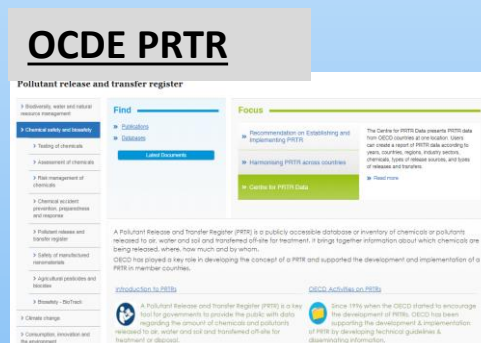 OCDE PRTR
Pollutant release and transfer register
Biodiversity, water and natural
resource management
Chemical safety and biosafety
Testing of chemicals
Assessment of chemicals
Risk management of
chemicals
Chemical accident
prevention, preparedness
and response
Pollutant release and
transfer register
Safety of manufactured
nanomaterials
Agricultural pesticides and
biocides
Biosafety - BioTrack
Climate change
Consumption, innovation and
the environment
Find
Publications
Databases
Latest Documents
Focus
Recommendation on Establishing and
Implementing PRTR
Harmonising PRTR across countries
Centre for PRTR Data
The Centre for PRTR Data presents PRTR data
from OECD countries at one location. Users
can create a report of PRTR data according to
years, countries, regions, industry sectors,
chemicals, types of release sources, and types
of releases and transfers.
Read more
A Pollutant Release and Transfer Register (PRTR) is a publicly accessible database or inventory of chemicals or pollutants
released to air, water and soil and transferred off-site for treatment. It brings together information about which chemicals are
being released, where, how much and by whom.
OECD has played a key role in developing the concept of a PRTR and supported the development and implementation of a
PRTR in member countries.
Introduction to PRTRs
A Pollutant Release and Transfer Register (PRTR) is a key
tool for governments to provide the public with data
regarding the amount of chemicals and pollutants
released to air, water and soil and transferred off-site for
treatment or disposal.
OECD Activities on PRTRs
Since 1996 when the OECD started to encourage
the development of PRTRs, OECD has been
supporting the development & implementation
of PRTR by developing technical guidelines &
disseminating information.